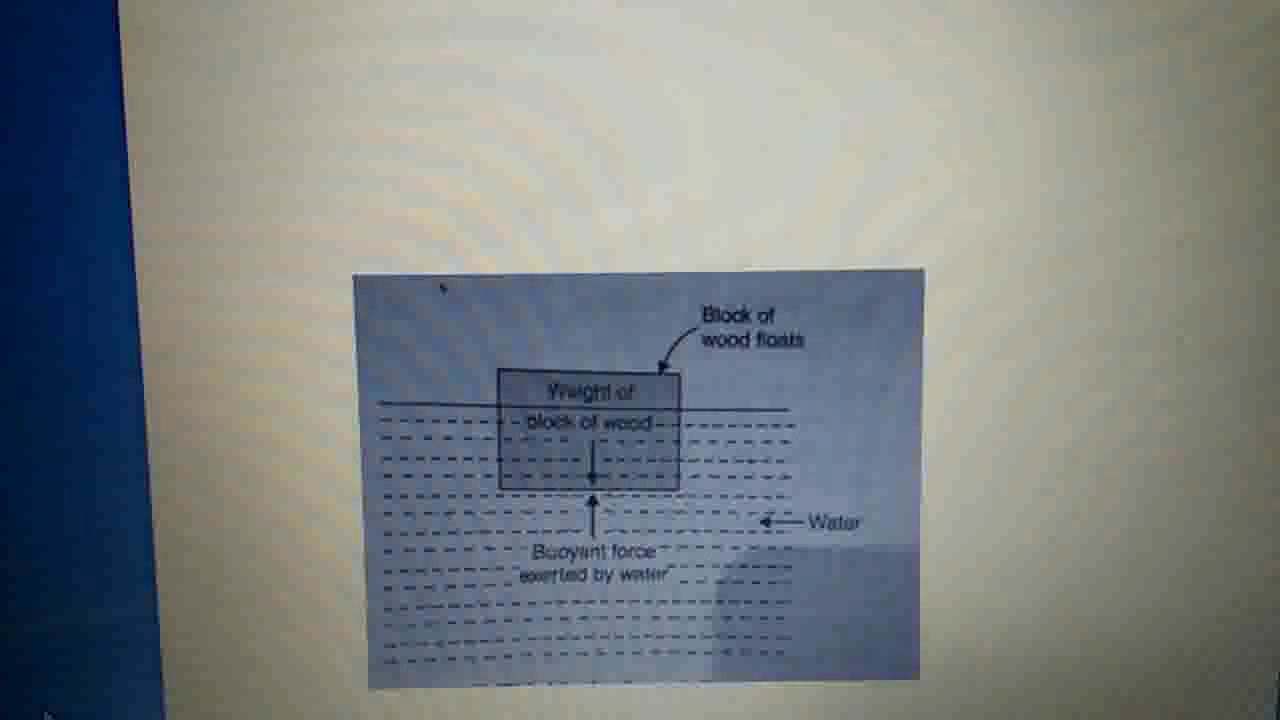 Block of
wood floats
Weight of
block of wood
Water
Buoyant force
exerted by water